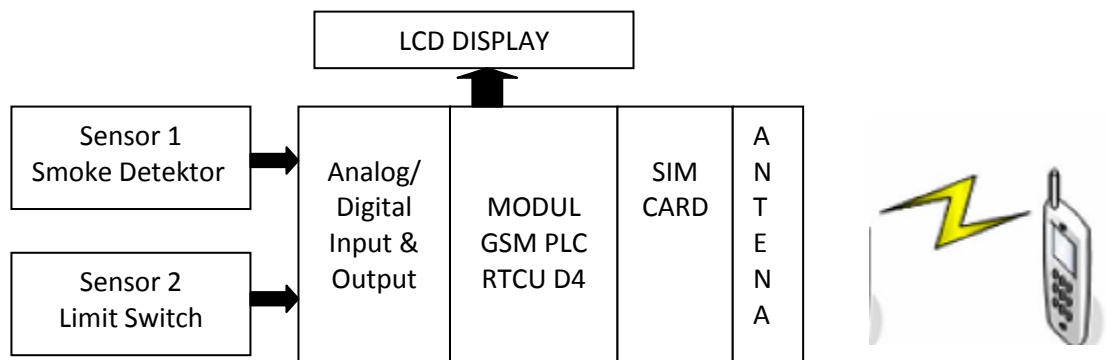 LCD DISPLAY
Sensor 1
Smoke Detektor
Sensor 2
Limit Switch
Analog/
Digital
Input &
Output
MODUL
GSM PLC
RTCU D4
SIM
CARD
A
N
T
E
N
A